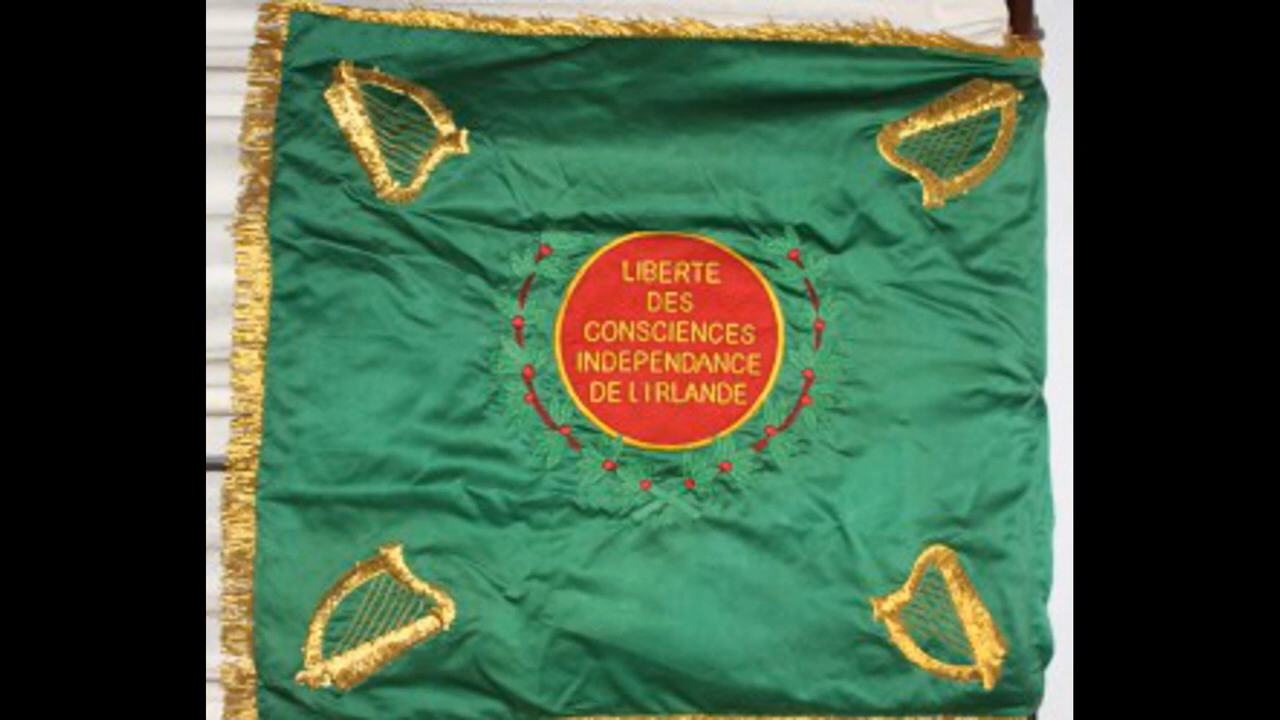 LIBERTE
DES
CONSCIENCES
INDEPENDANCE
DE L'IRLANDE